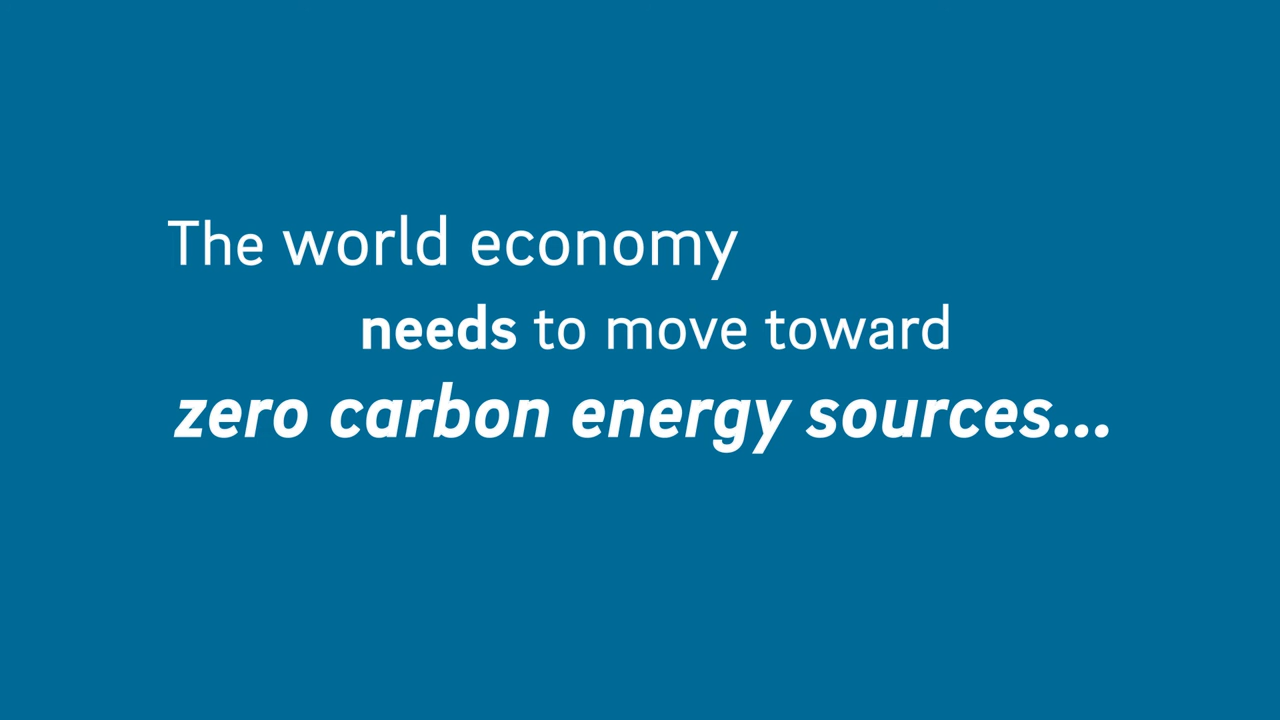 The world economy
needs to move toward
zero carbon energy sources...